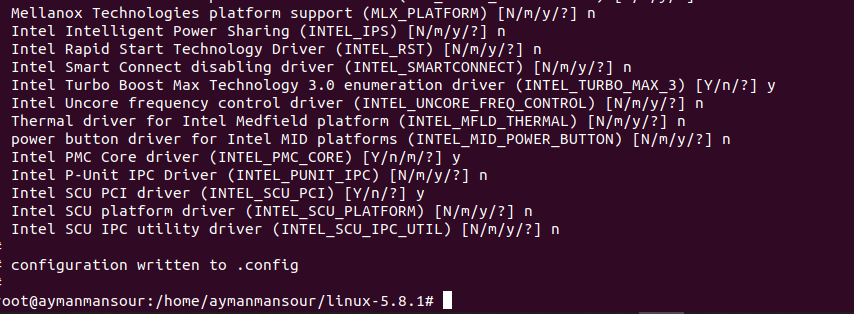 Mellanox Technologies platform support (MLX_PLATFORM) [N/m/y/?] n
Intel Intelligent Power Sharing (INTEL_IPS) [N/m/y/?] n
Intel Rapid Start Technology Driver (INTEL_RST) [N/m/y/?] n
Intel Smart Connect disabling driver (INTEL_SMARTCONNECT) [N/m/y/?] n
Intel Turbo Boost Max Technology 3.0 enumeration driver (INTEL_TURBO_MAX_3) [Y/n/?] y
Intel Uncore frequency control driver (INTEL_UNCORE_FREQ_CONTROL) [N/m/y/?] n
Thermal driver for Intel Medfield platform (INTEL_MFLD_THERMAL) [N/m/y/?] n
power button driver for Intel MID platforms (INTEL_MID_POWER_BUTTON) [N/m/y/?] n
Intel PMC Core driver (INTEL_PMC_CORE) [Y/n/m/?] y
Intel P-Unit IPC Driver (INTEL_PUNIT_IPC) [N/m/y/?] n
Intel SCU PCI driver (INTEL_SCU_PCI) [Y/n/?] y
Intel SCU platform driver (INTEL_SCU_PLATFORM) [N/m/y/?] n
Intel SCU IPC utility driver (INTEL_SCU_IPC_UTIL) [N/m/y/?] n
#
# configuration written to .config
#
root@aymanmansour:/home/aymanmansour/linux-5.8.1#